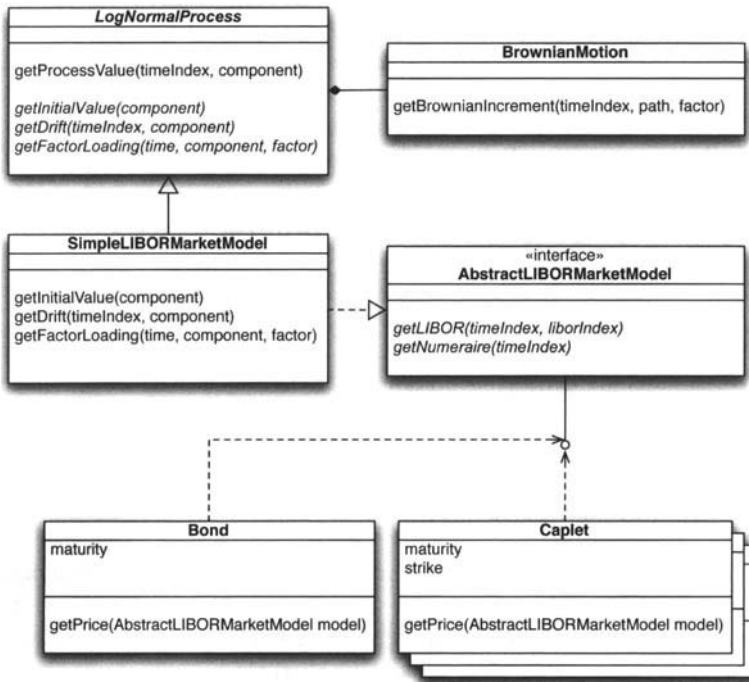 LogNormalProcess
getProcessValue(timeIndex, component)
getInitialValue(component)
getDrift(timeIndex, component)
getFactorLoading(time, component, factor)
BrownianMotion
getBrownianIncrement(timeIndex, path, factor)
SimpleLIBORMarketModel
getInitialValue(component)
getDrift(timeIndex, component)
getFactorLoading(time, component, factor)
«interface»
AbstractLIBORMarketModel
getLIBOR(timeIndex, liborIndex)
getNumeraire(timeIndex)
Bond
maturity
getPrice(AbstractLIBORMarketModel model)
Caplet
maturity
strike
getPrice(AbstractLIBORMarketModel model)